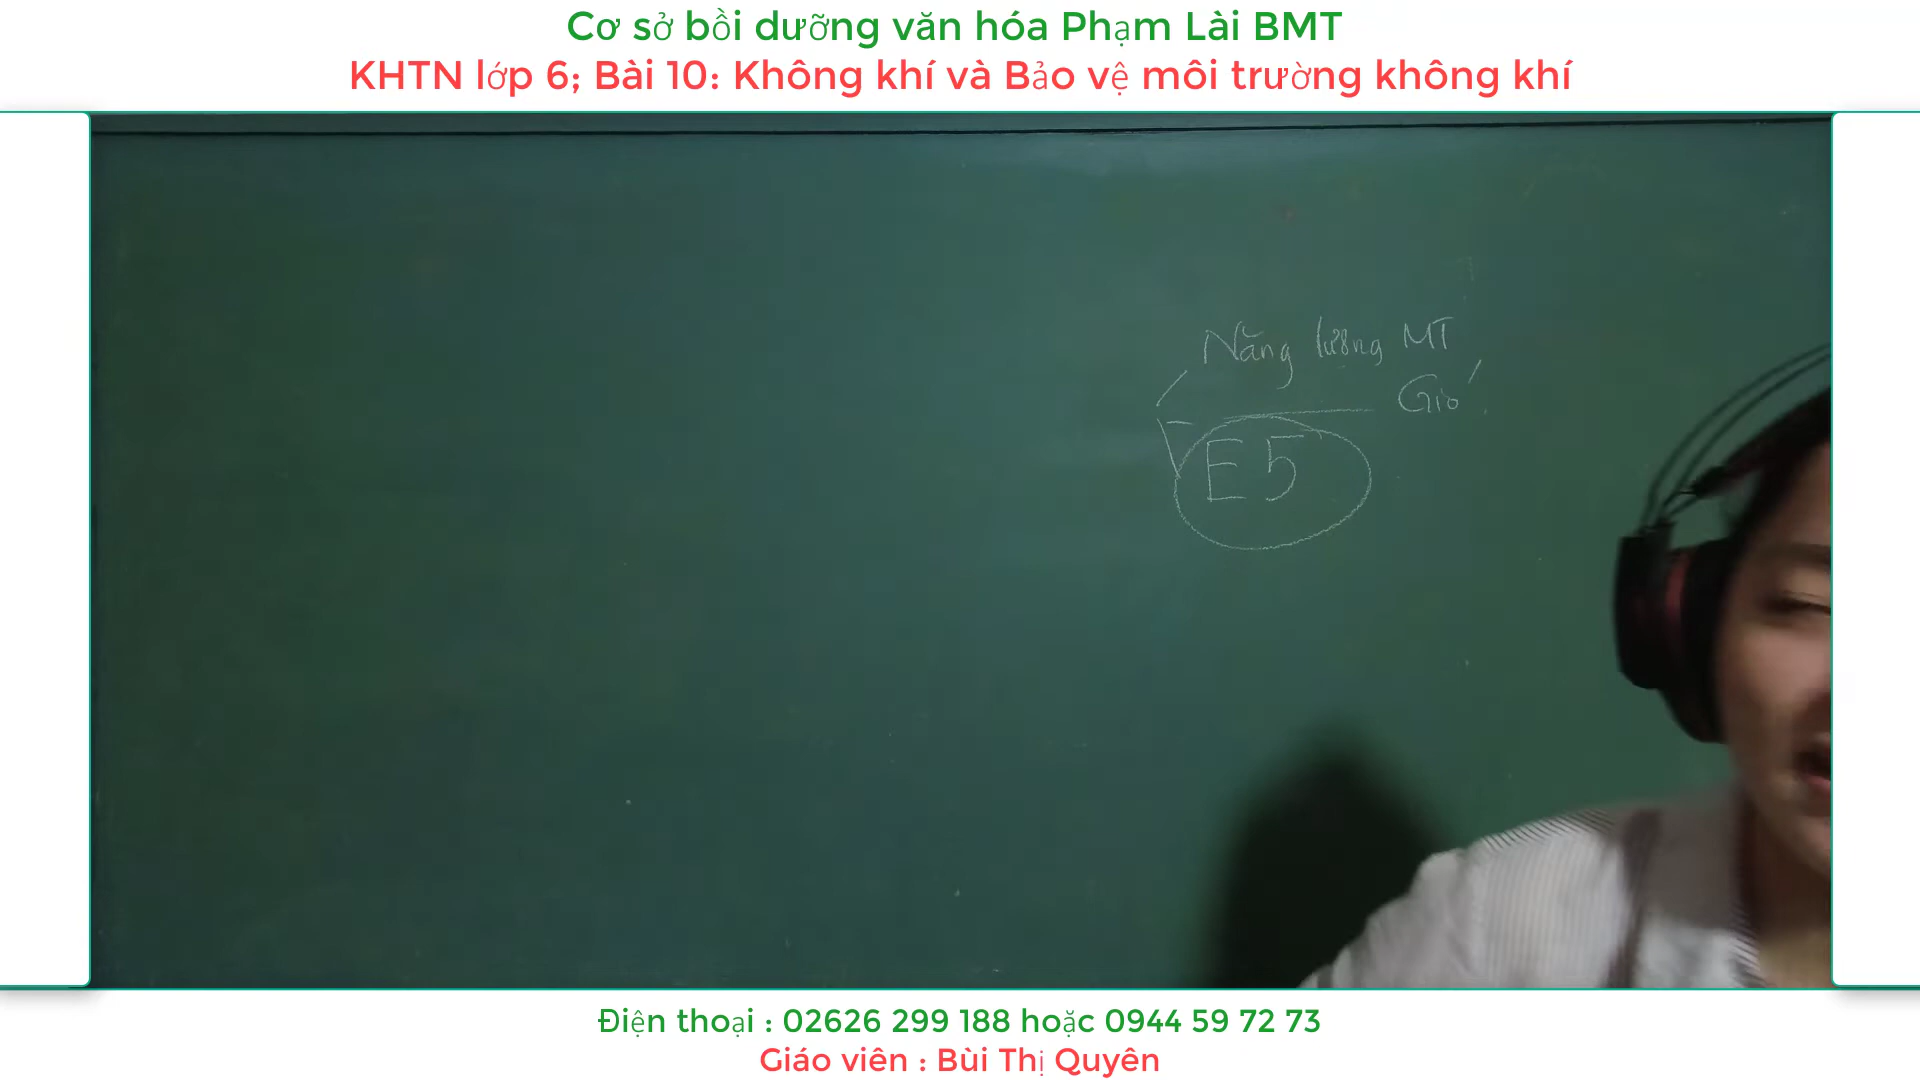 Cơ sở bồi dưỡng văn hóa Phạm Lài BMT
KHTN lớp 6; Bài 10: Không khí và Bảo vệ môi trường không khí
Năng lượng MT
Gió
E5
Điện thoại : 02626 299 188 hoặc 0944 59 72 73
Giáo viên : Bùi Thị Quyên